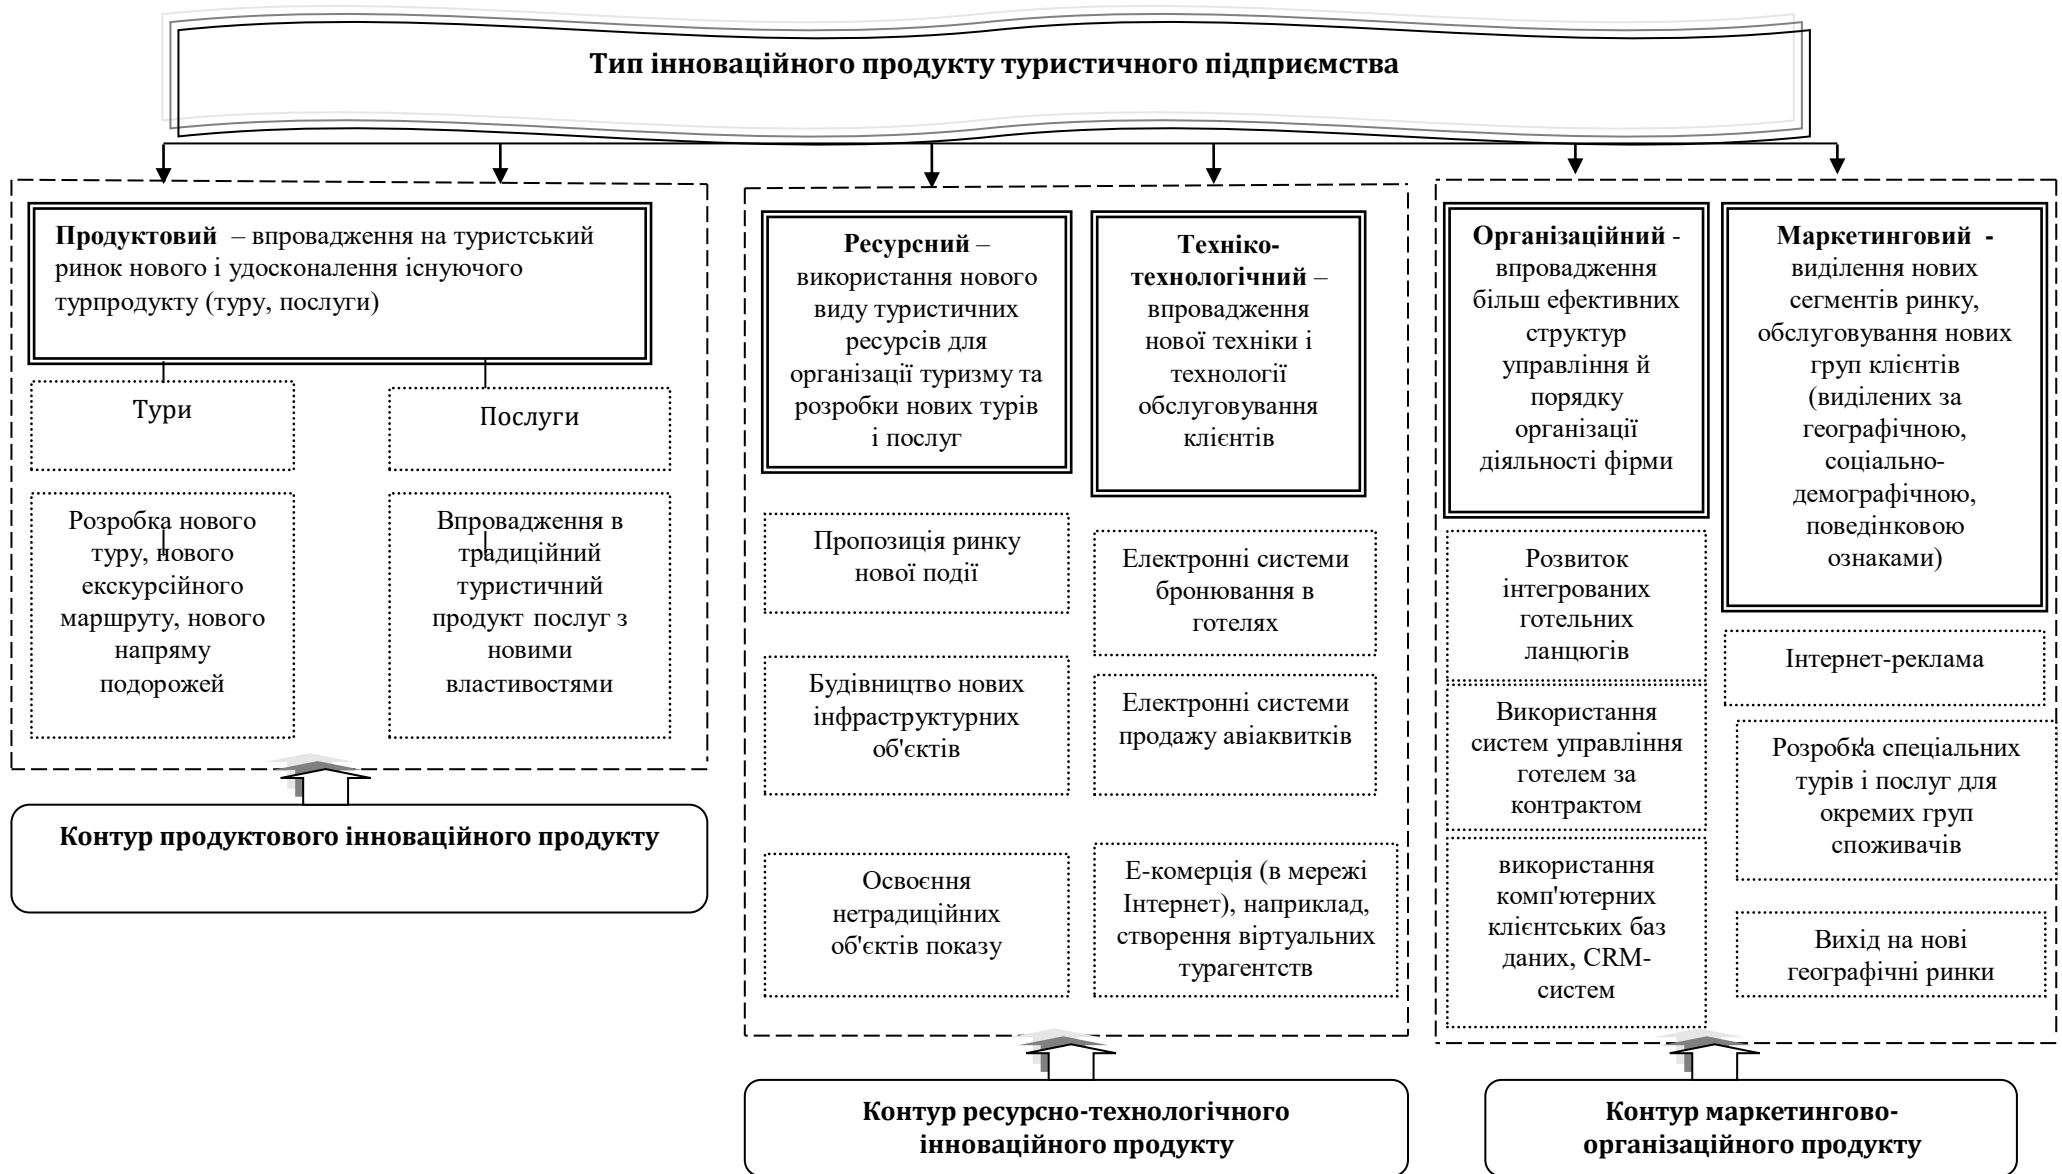 Тип інноваційного продукту туристичного підприємства
Продуктовий – впровадження на туристський
ринок нового і удосконалення існуючого
турпродукту (туру, послуги)
Тури
Послуги
Розробка нового
туру, нового
екскурсійного
маршруту, нового
напряму
подорожей
Впровадження в
традиційний
туристичний
продукт послуг з
новими
властивостями
Контур продуктового інноваційного продукту
Ресурсний –
використання нового
виду туристичних
ресурсів для
організації туризму та
розробки нових турів
і послуг
Пропозиція ринку
нової події
Будівництво нових
інфраструктурних
об'єктів
Освоєння
нетрадиційних
об'єктів показу
Техніко-
технологічний –
впровадження
нової техніки і
технології
обслуговування
клієнтів
Електронні системи
бронювання в
готелях
Електронні системи
продажу авіаквитків
Е-комерція (в мережі
Інтернет), наприклад,
створення віртуальних
турагентств
Контур ресурсно-технологічного
інноваційного продукту
Організаційний -
впровадження
більш ефективних
структур
управління й
порядку
організації
діяльності фірми
Розвиток
інтегрованих
готельних
ланцюгів
Використання
систем управління
готелем за
контрактом
використання
комп'ютерних
клієнтських баз
даних, CRM-
систем
Маркетинговий -
виділення нових
сегментів ринку,
обслуговування нових
груп клієнтів
(виділених за
географічною,
соціально-
демографічною,
поведінковою
ознаками)
Інтернет-реклама
Розробка спеціальних
турів і послуг для
окремих груп
споживачів
Вихід на нові
географічні ринки
Контур маркетингово-
організаційного продукту